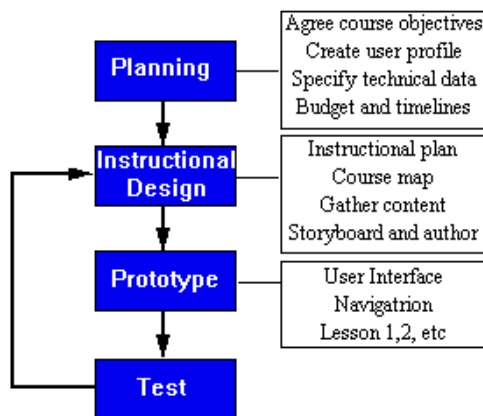 Planning
Agree course objectives
Create user profile
Specify technical data
Budget and timelines
Instructional
Design
Instructional plan
Course map
Gather content
Storyboard and author
Prototype
User Interface
Navigatrion
Lesson 1,2, etc
Test